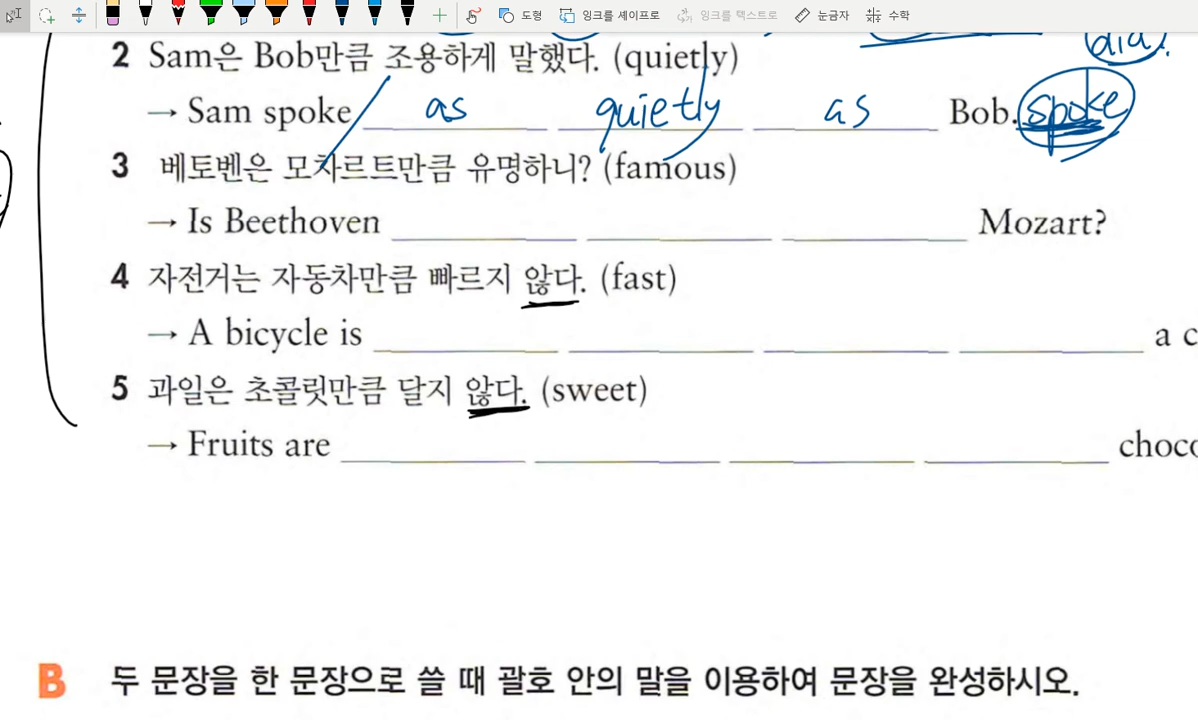 도형 잉크를 셰이프로 잉크를 텍스트로 눈금자 수학
did.
2 Sam은 Bob만큼 조용하게 말했다. (quietly)
→ Sam spoke as quietly as Bob. spoke
3 베토벤은 모차르트만큼 유명하니? (famous)
→ Is Beethoven Mozart?
4 자전거는 자동차만큼 빠르지 않다. (fast)
→ A bicycle is a c
5 과일은 초콜릿만큼 달지 않다. (sweet)
→ Fruits are choco
B 두 문장을 한 문장으로 쓸 때 괄호 안의 말을 이용하여 문장을 완성하시오.